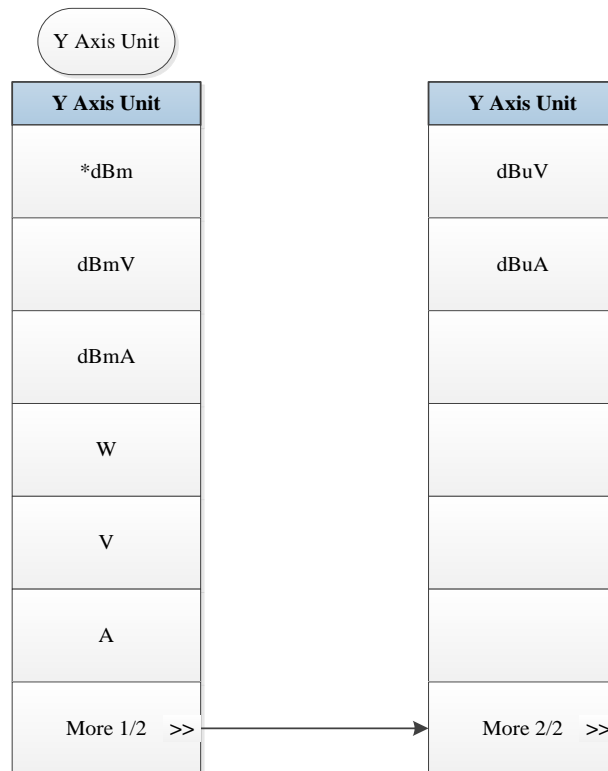 Y Axis Unit
Y Axis Unit
*dBm
dBmV
dBmA
W
V
A
More 1/2 >>
Y Axis Unit
dBuV
dBuA
More 2/2 >>